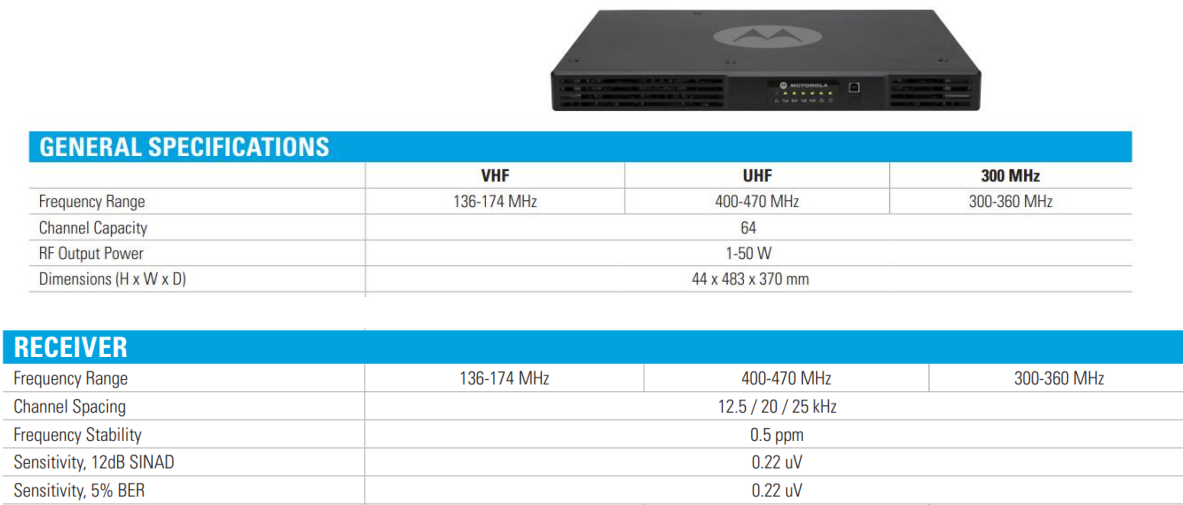 MOTOROLA
GENERAL SPECIFICATIONS
VHF UHF 300 MHz
Frequency Range 136-174 MHz 400-470 MHz 300-360 MHz
Channel Capacity 64
RF Output Power 1-50 W
Dimensions (H x W x D) 44 x 483 x 370 mm
RECEIVER
Frequency Range 136-174 MHz 400-470 MHz 300-360 MHz
Channel Spacing 12.5 / 20 / 25 kHz
Frequency Stability 0.5 ppm
Sensitivity, 12dB SINAD 0.22 uV
Sensitivity, 5% BER 0.22 uV